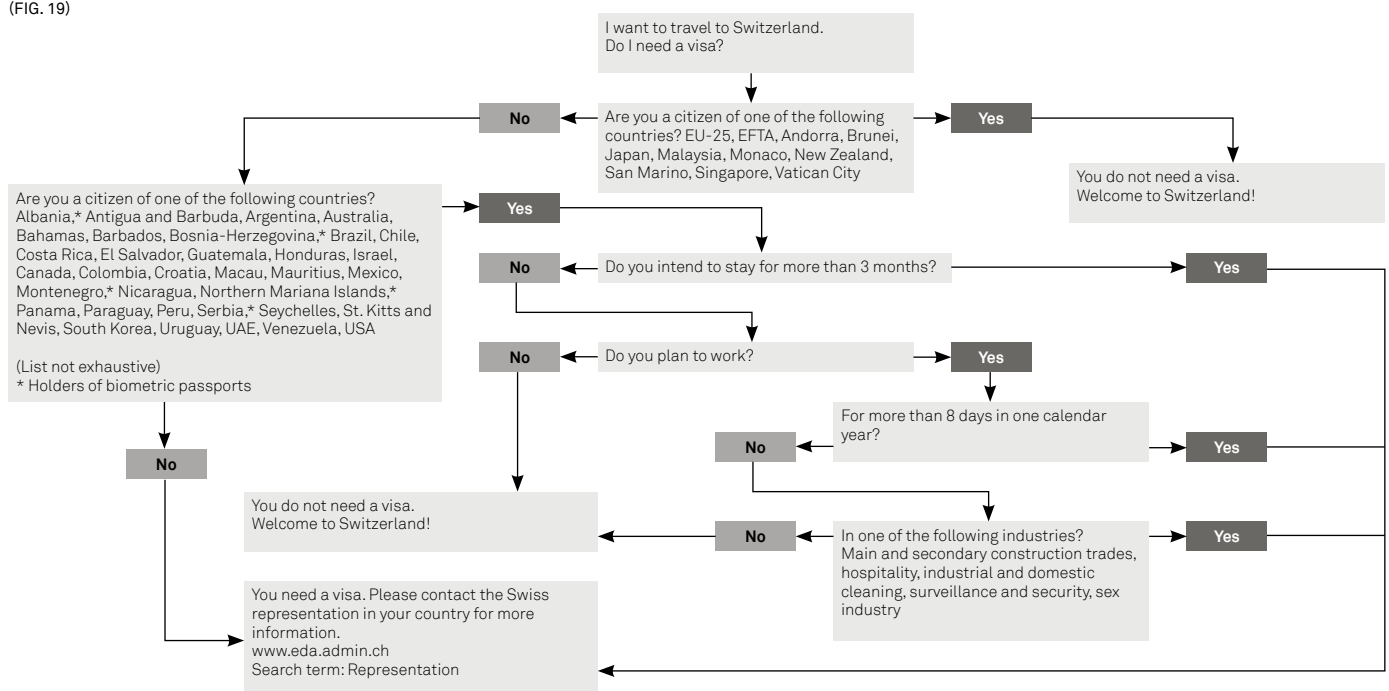 (FIG. 19)
I want to travel to Switzerland.
Do I need a visa?
No
Are you a citizen of one of the following
countries? EU-25, EFTA, Andorra, Brunei,
Japan, Malaysia, Monaco, New Zealand,
San Marino, Singapore, Vatican City
Yes
You do not need a visa.
Welcome to Switzerland!
Are you a citizen of one of the following countries?
Albania,* Antigua and Barbuda, Argentina, Australia,
Bahamas, Barbados, Bosnia-Herzegovina,* Brazil, Chile,
Costa Rica, El Salvador, Guatemala, Honduras, Israel,
Canada, Colombia, Croatia, Macau, Mauritius, Mexico,
Montenegro,* Nicaragua, Northern Mariana Islands,*
Panama, Paraguay, Peru, Serbia,* Seychelles, St. Kitts and
Nevis, South Korea, Uruguay, UAE, Venezuela, USA
(List not exhaustive)
* Holders of biometric passports
Yes
No
Do you intend to stay for more than 3 months?
Yes
No
Do you plan to work?
Yes
For more than 8 days in one calendar
year?
No
Yes
No
You do not need a visa.
Welcome to Switzerland!
No
In one of the following industries?
Main and secondary construction trades,
hospitality, industrial and domestic
cleaning, surveillance and security, sex
industry
Yes
You need a visa. Please contact the Swiss
representation in your country for more
information.
www.eda.admin.ch
Search term: Representation